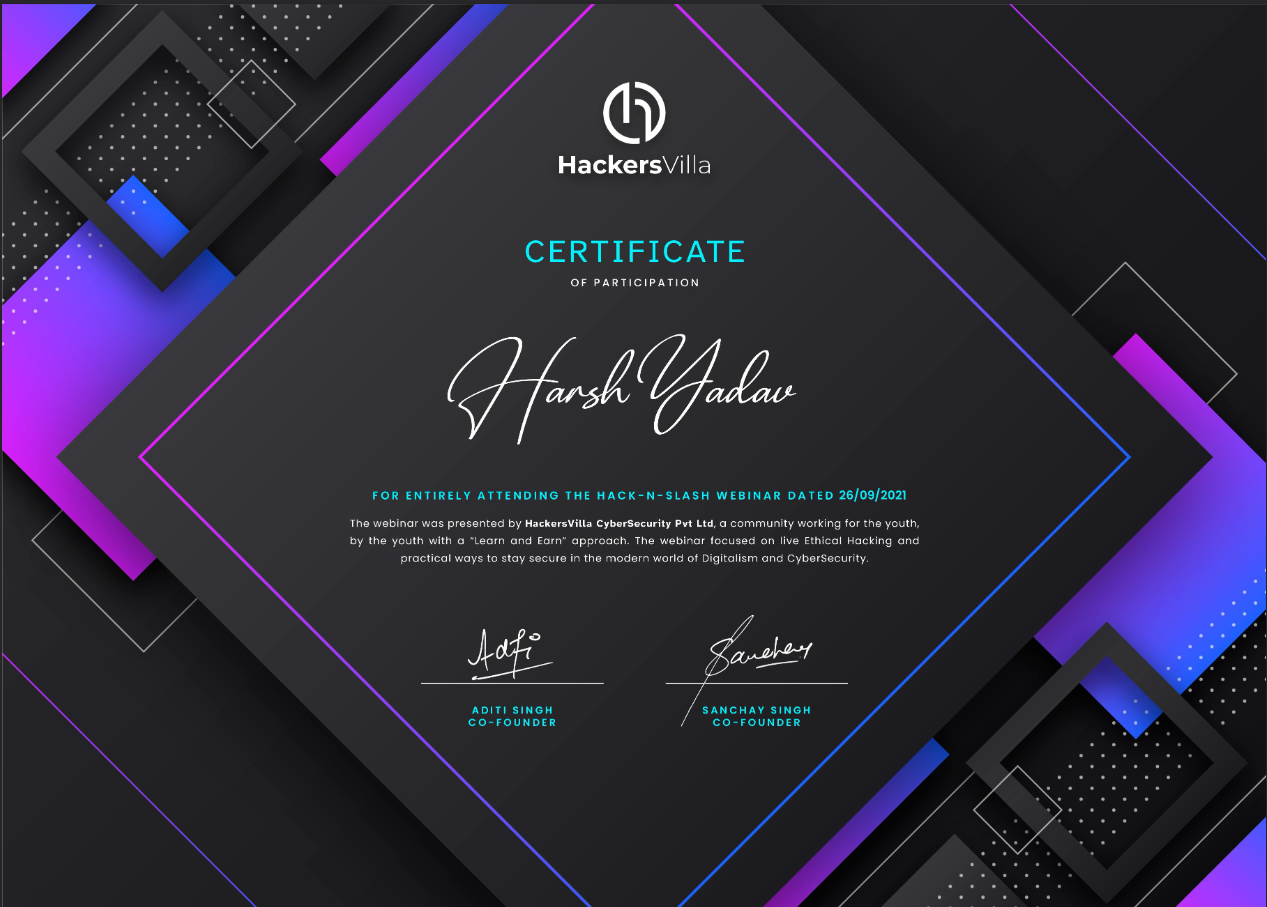 HackersVilla
CERTIFICATE
OF PARTICIPATION
Harsh Yadav
FOR ENTIRELY ATTENDING THE HACK-N-SLASH WEBINAR DATED 26/09/2021
The webinar was presented by HackersVilla CyberSecurity Pvt Ltd, a community working for the youth,
by the youth with a “Learn and Earn” approach. The webinar focused on live Ethical Hacking and
practical ways to stay secure in the modern world of Digitalism and CyberSecurity.
Aditi Sanchay
ADITI SINGH SANCHAY SINGH
CO-FOUNDER CO-FOUNDER